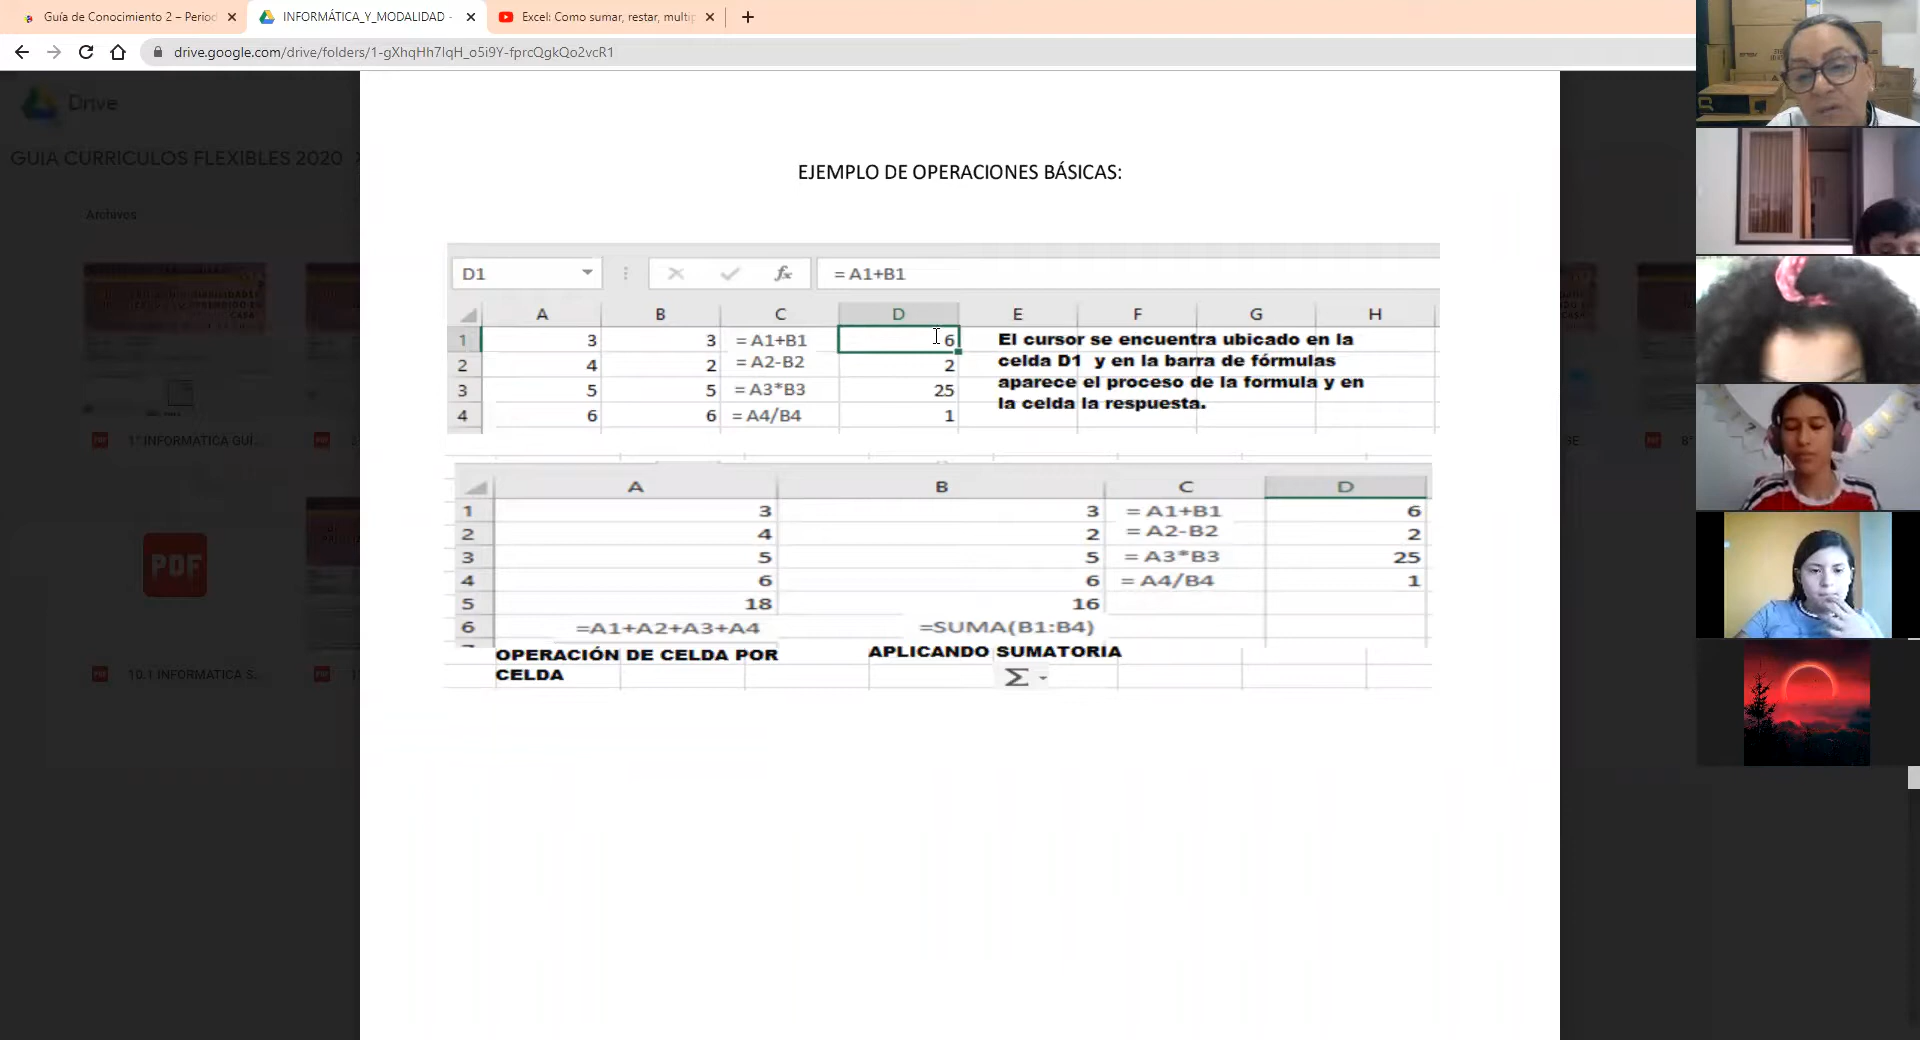 Guía de Conocimiento 2 – Period
INFORMÁTICA_Y_MODALIDAD -
Excel: Como sumar, restar, multip
drive.google.com/drive/folders/1-gXhqHh7lqH_o5i9Y-fprcQgkQo2vcR1
Drive
GUIA CURRICULOS FLEXIBLES 2020
Archivos
1° INFORMATICA GUÍ...
10.1 INFORMATICA S...
PDF
EJEMPLO DE OPERACIONES BÁSICAS:
D1 fx = A1+B1
A B C D E F G H
1 3 3 = A1+B1 6
2 4 2 = A2-B2 2
3 5 5 = A3*B3 25
4 6 6 = A4/B4 1
El cursor se encuentra ubicado en la
celda D1 y en la barra de fórmulas
aparece el proceso de la formula y en
la celda la respuesta.
A B C D
1 3 3 = A1+B1 6
2 4 2 = A2-B2 2
3 5 5 = A3*B3 25
4 6 6 = A4/B4 1
5 18 16
6 =A1+A2+A3+A4 =SUMA(B1:B4)
OPERACIÓN DE CELDA POR
CELDA
APLICANDO SUMATORIA
Σ